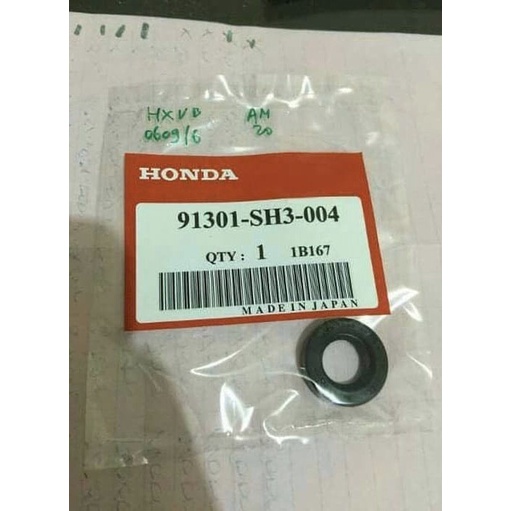 HXVB AM
0609/6 20
HONDA
91301-SH3-004
QTY : 1 1B167
MADE IN JAPAN